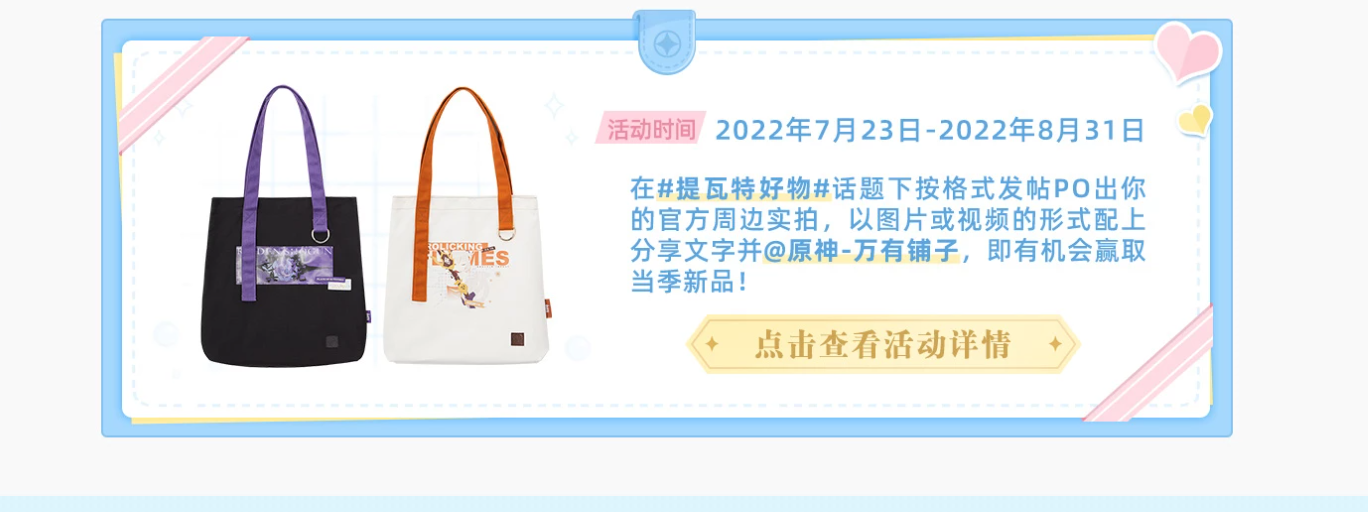 活动时间 2022年7月23日-2022年8月31日
在#提瓦特好物#话题下按格式发帖PO出你
的官方周边实拍，以图片或视频的形式配上
分享文字并@原神-万有铺子，即有机会赢取
当季新品！
点击查看活动详情